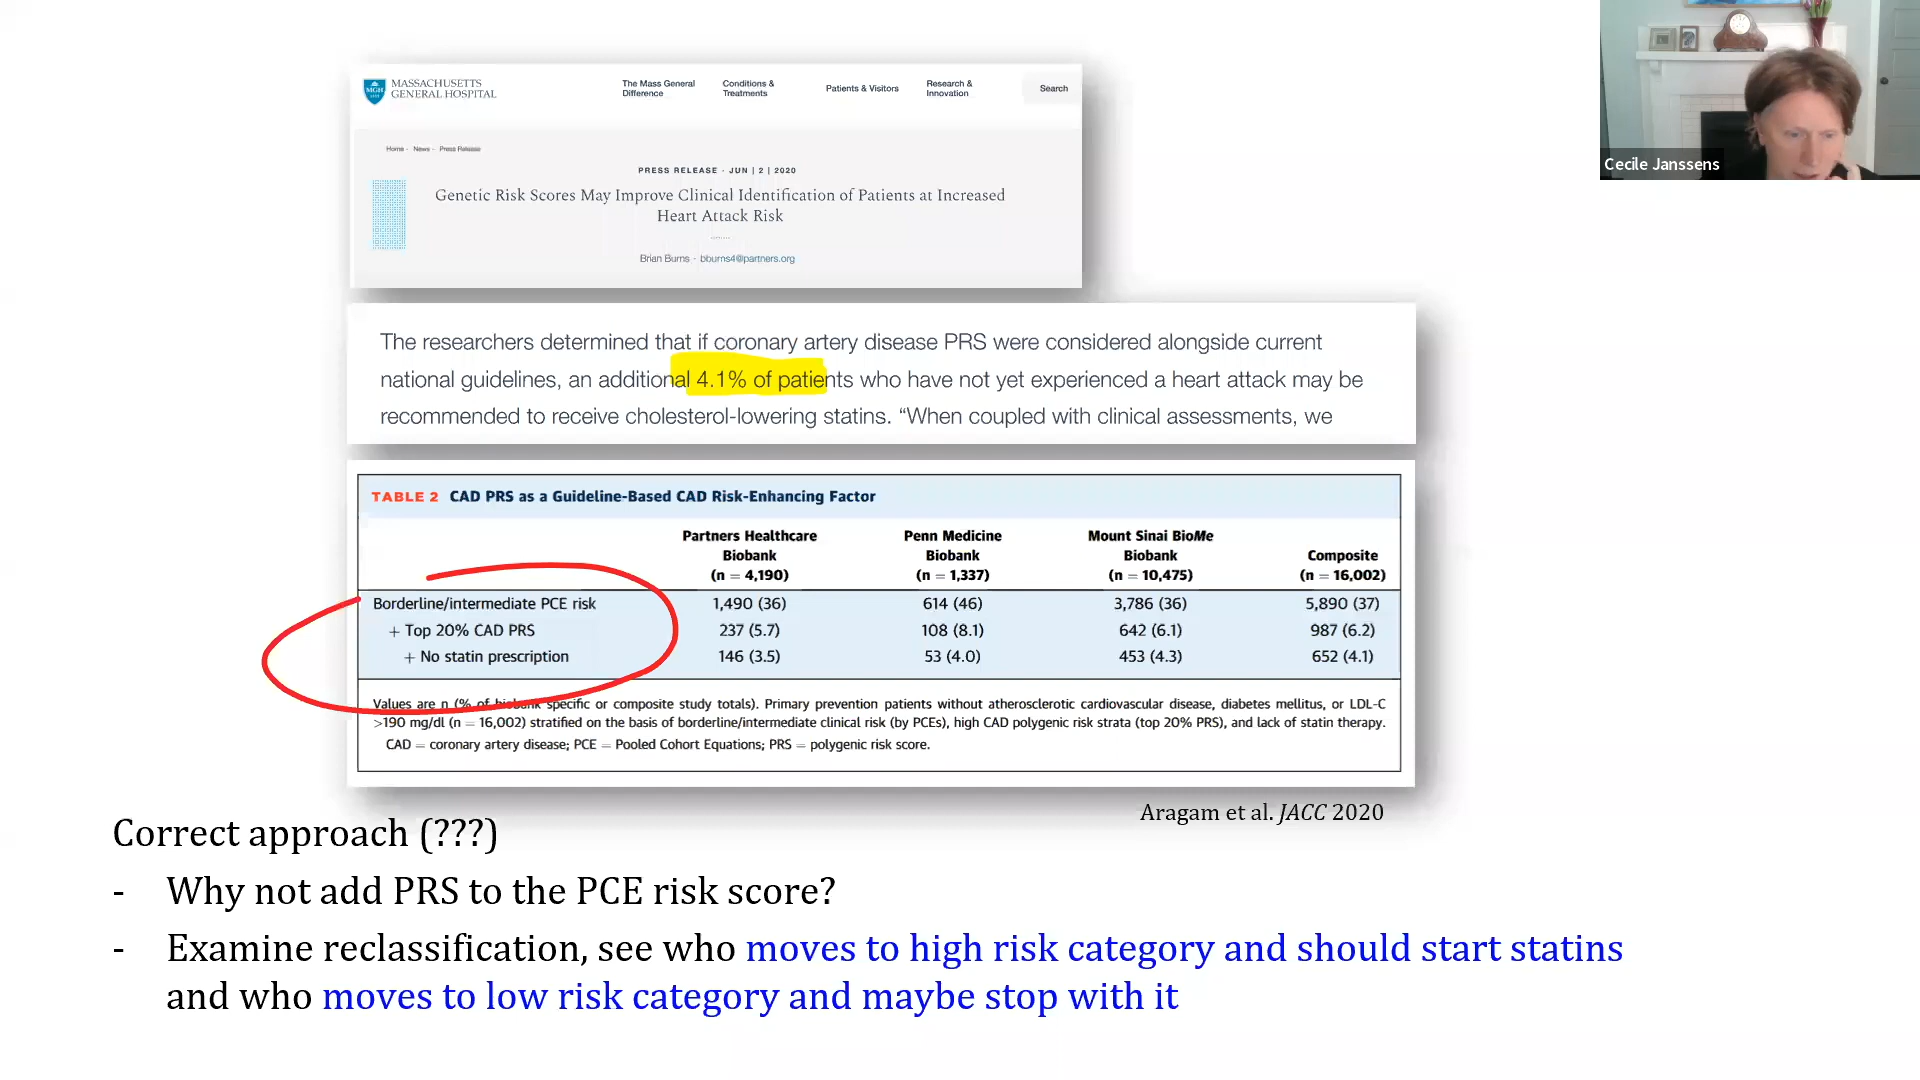 MASSACHUSETTS
GENERAL HOSPITAL
MGH
1811
The Mass General
Difference
Conditions &
Treatments
Patients & Visitors
Research &
Innovation
Search
Home - News - Press Release
PRESS RELEASE - JUN | 2 | 2020
Genetic Risk Scores May Improve Clinical Identification of Patients at Increased
Heart Attack Risk
Brian Burns - bburns4@partners.org
Cecile Janssens
The researchers determined that if coronary artery disease PRS were considered alongside current
national guidelines, an additional 4.1% of patients who have not yet experienced a heart attack may be
recommended to receive cholesterol-lowering statins. “When coupled with clinical assessments, we
TABLE 2 CAD PRS as a Guideline-Based CAD Risk-Enhancing Factor
Partners Healthcare Biobank (n = 4,190) Penn Medicine Biobank (n = 1,337) Mount Sinai BioMe Biobank (n = 10,475) Composite (n = 16,002)
Borderline/intermediate PCE risk 1,490 (36) 614 (46) 3,786 (36) 5,890 (37)
+ Top 20% CAD PRS 237 (5.7) 108 (8.1) 642 (6.1) 987 (6.2)
+ No statin prescription 146 (3.5) 53 (4.0) 453 (4.3) 652 (4.1)
Values are n (% of biobank specific or composite study totals). Primary prevention patients without atherosclerotic cardiovascular disease, diabetes mellitus, or LDL-C
>190 mg/dl (n = 16,002) stratified on the basis of borderline/intermediate clinical risk (by PCEs), high CAD polygenic risk strata (top 20% PRS), and lack of statin therapy.
CAD = coronary artery disease; PCE = Pooled Cohort Equations; PRS = polygenic risk score.
Aragam et al. JACC 2020
Correct approach (???)
- Why not add PRS to the PCE risk score?
- Examine reclassification, see who moves to high risk category and should start statins
and who moves to low risk category and maybe stop with it